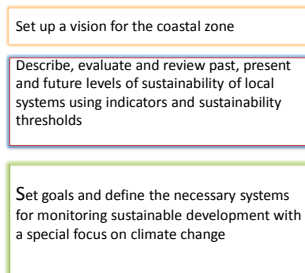 Set up a vision for the coastal zone
Describe, evaluate and review past, present
and future levels of sustainability of local
systems using indicators and sustainability
thresholds
Set goals and define the necessary systems
for monitoring sustainable development with
a special focus on climate change